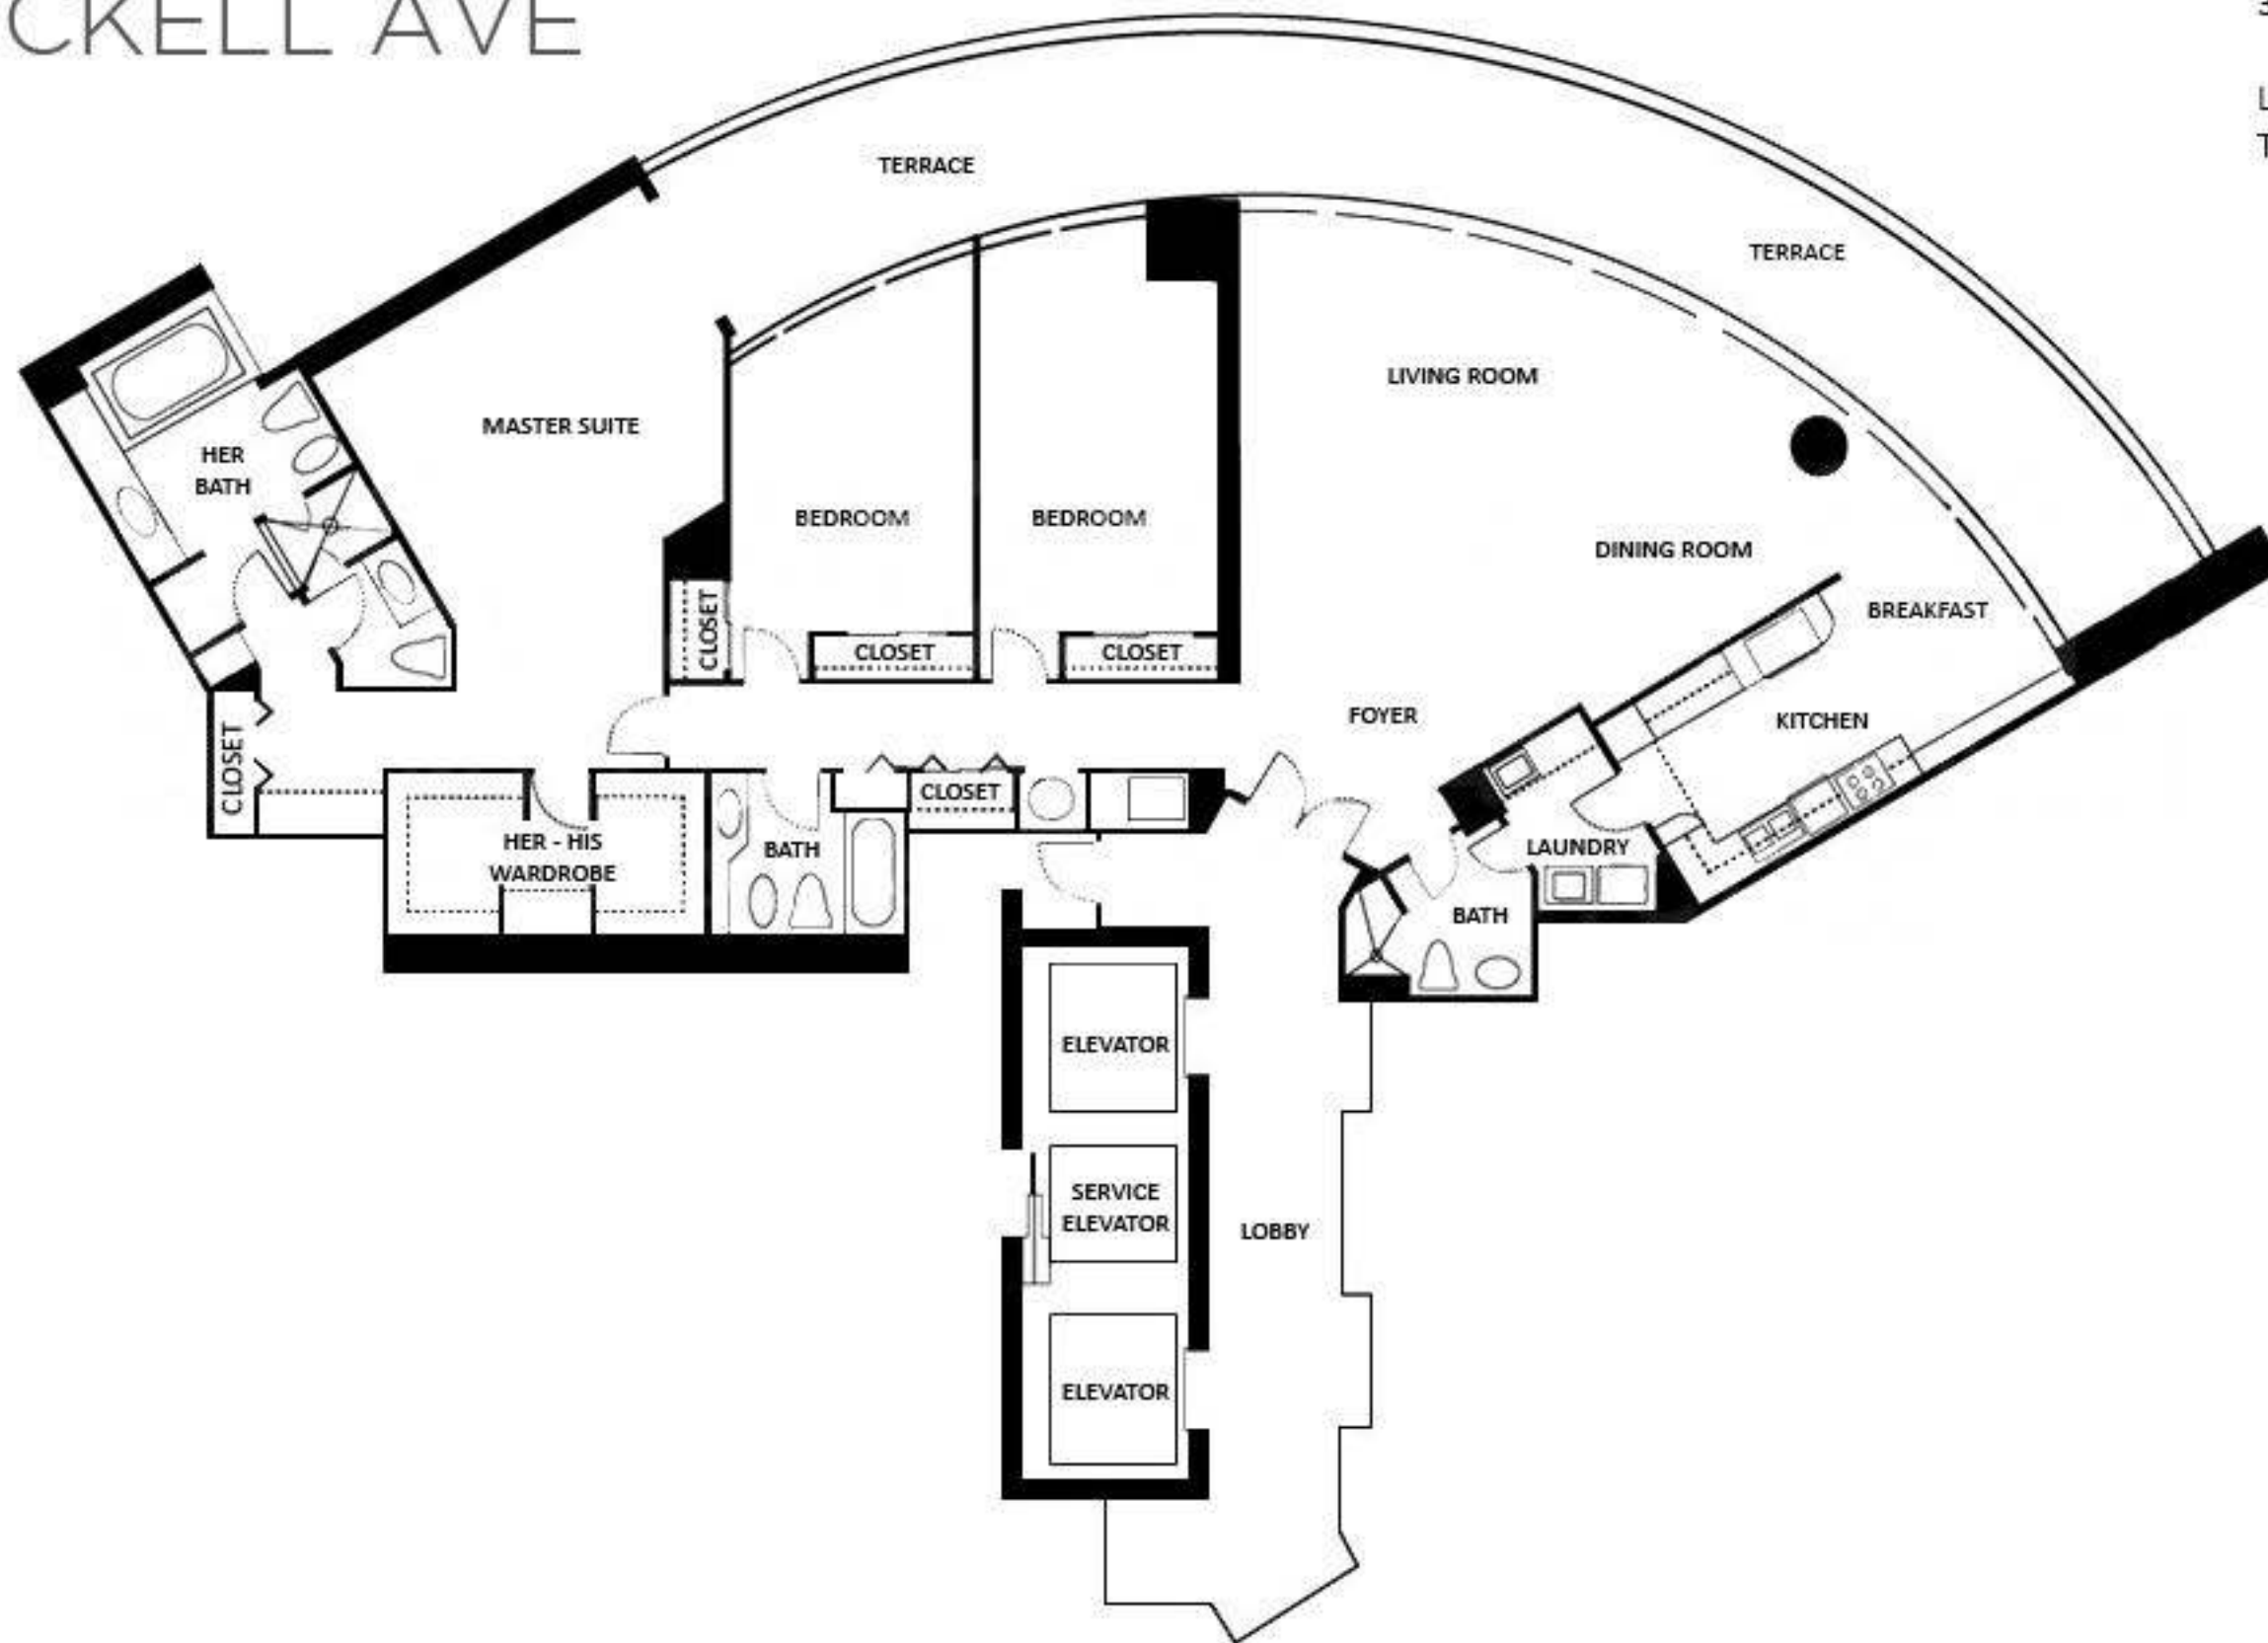 CKELL AVE
TERRACE
TERRACE
LIVING ROOM
MASTER SUITE
HER
BATH
BEDROOM
BEDROOM
DINING ROOM
BREAKFAST
CLOSET
CLOSET
CLOSET
FOYER
KITCHEN
CLOSET
CLOSET
HER - HIS
WARDROBE
BATH
LAUNDRY
BATH
ELEVATOR
SERVICE
ELEVATOR
LOBBY
ELEVATOR